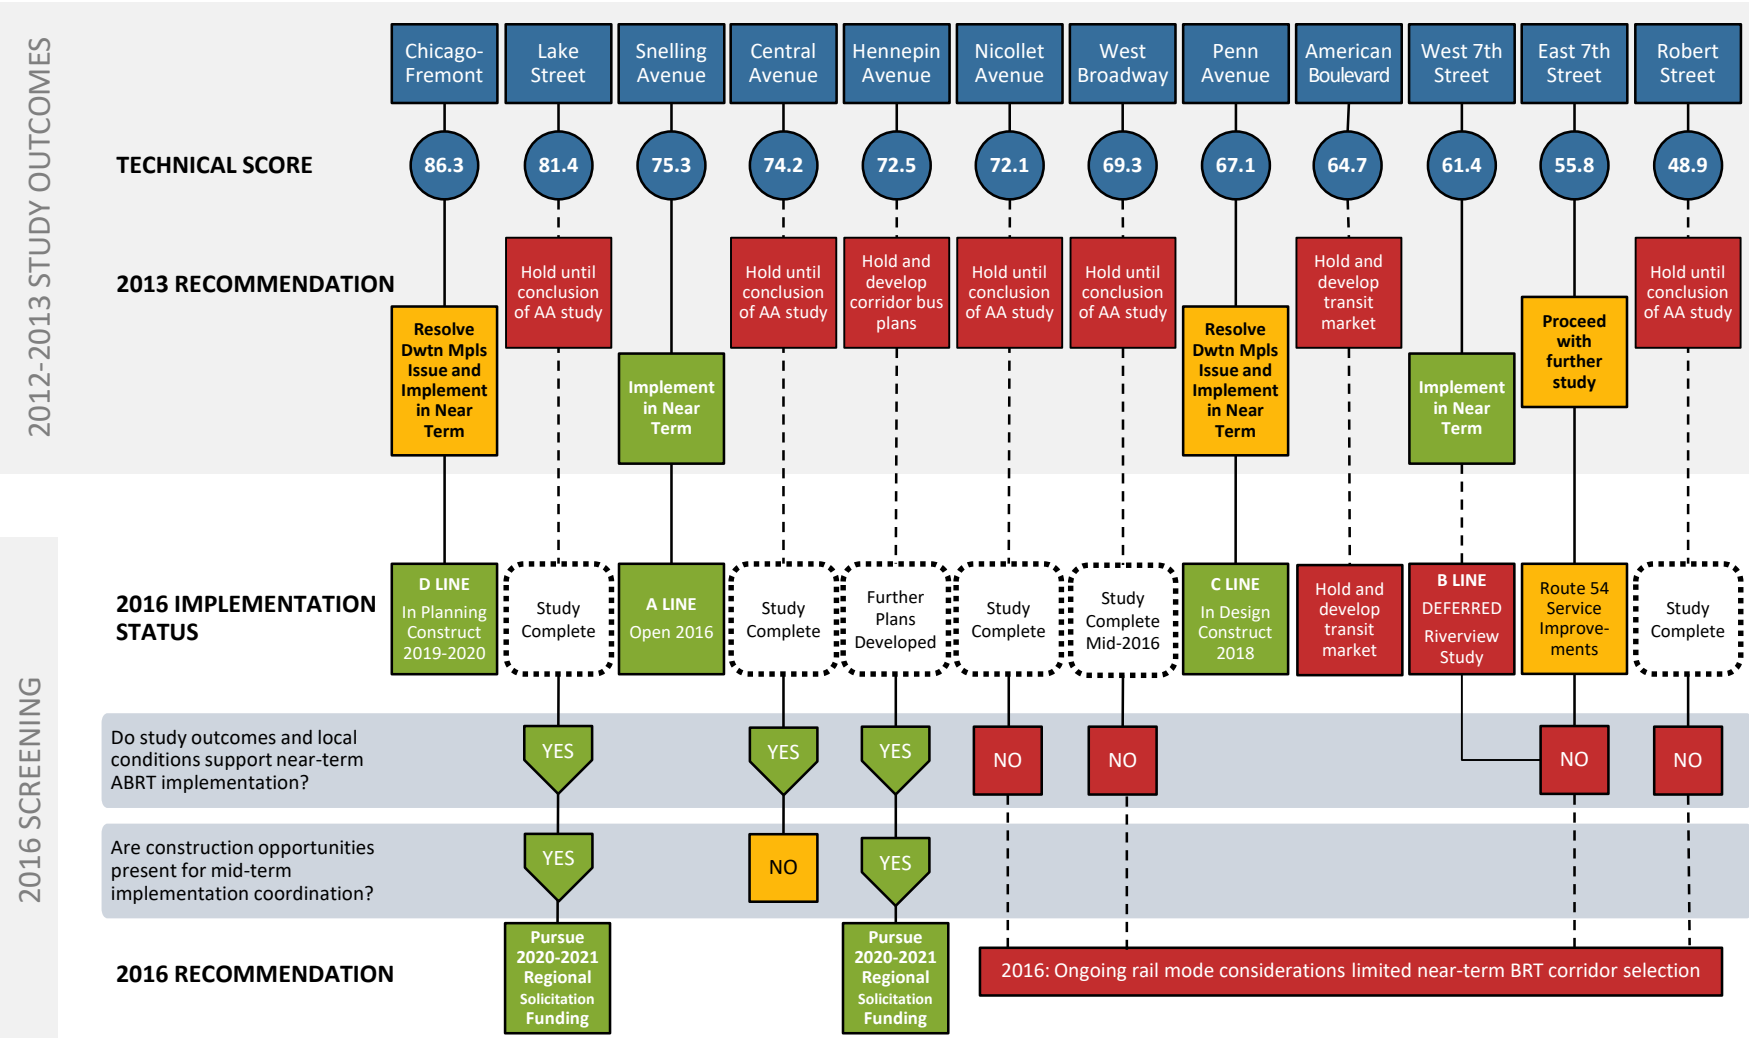 2012-2013 STUDY OUTCOMES
Chicago-
Fremont
Lake
Street
Snelling
Avenue
Central
Avenue
Hennepin
Avenue
Nicollet
Avenue
West
Broadway
Penn
Avenue
American
Boulevard
West 7th
Street
East 7th
Street
Robert
Street
TECHNICAL SCORE
86.3
81.4
75.3
74.2
72.5
72.1
69.3
67.1
64.7
61.4
55.8
48.9
2013 RECOMMENDATION
Resolve
Dwtn Mpls
Issue and
Implement
in Near
Term
Hold until
conclusion
of AA study
Implement
in Near
Term
Hold until
conclusion
of AA study
Hold and
develop
corridor bus
plans
Hold until
conclusion
of AA study
Hold until
conclusion
of AA study
Resolve
Dwtn Mpls
Issue and
Implement
in Near
Term
Hold and
develop
transit
market
Implement
in Near
Term
Proceed
with
further
study
Hold until
conclusion
of AA study
2016 SCREENING
2016 IMPLEMENTATION
STATUS
D LINE
In Planning
Construct
2019-2020
Study
Complete
A LINE
Open 2016
Study
Complete
Further
Plans
Developed
Study
Complete
Study
Complete
Mid-2016
C LINE
In Design
Construct
2018
Hold and
develop
transit
market
B LINE
DEFERRED
Riverview
Study
Route 54
Service
Improve-
ments
Study
Complete
Do study outcomes and local
conditions support near-term
ABRT implementation?
YES
YES
YES
NO
NO
NO
NO
Are construction opportunities
present for mid-term
implementation coordination?
YES
NO
YES
2016 RECOMMENDATION
Pursue
2020-2021
Regional
Solicitation
Funding
Pursue
2020-2021
Regional
Solicitation
Funding
2016: Ongoing rail mode considerations limited near-term BRT corridor selection